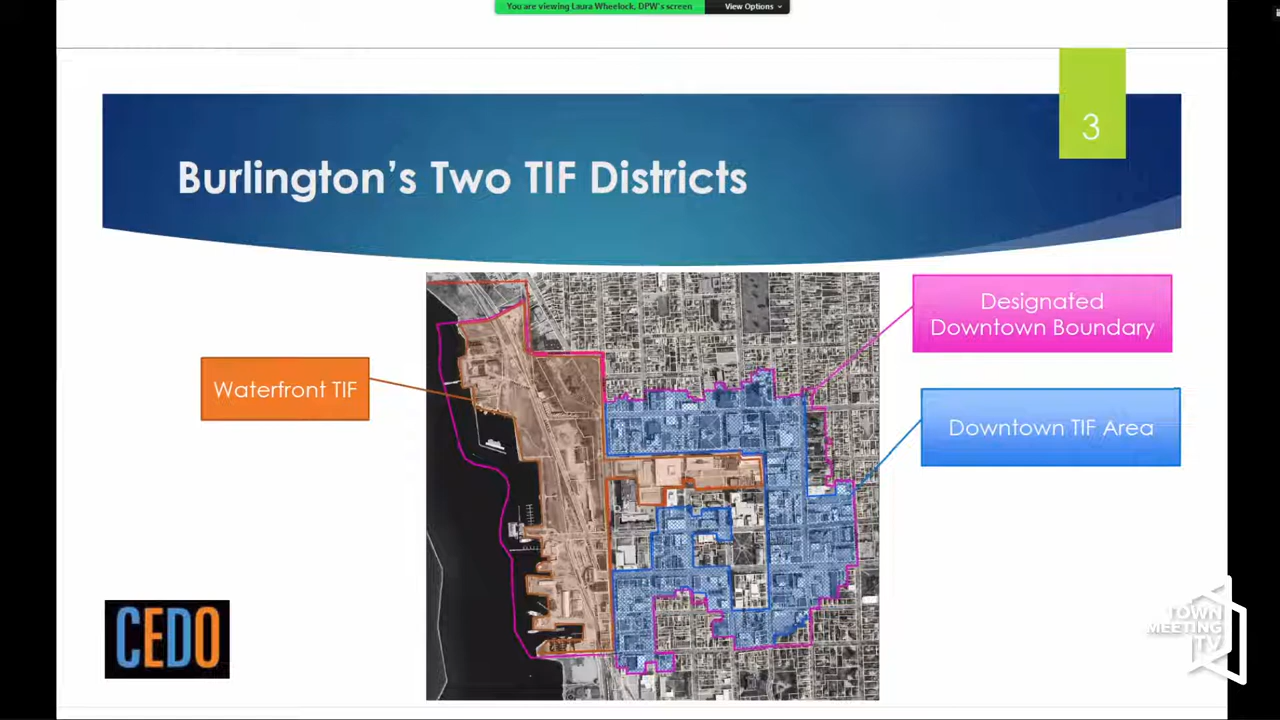 You are viewing Laura Wheelock, DPW's screen
View Options
3
Burlington's Two TIF Districts
Designated
Downtown Boundary
Waterfront TIF
Downtown TIF Area
CEDO
TOWN
MEETING
TV